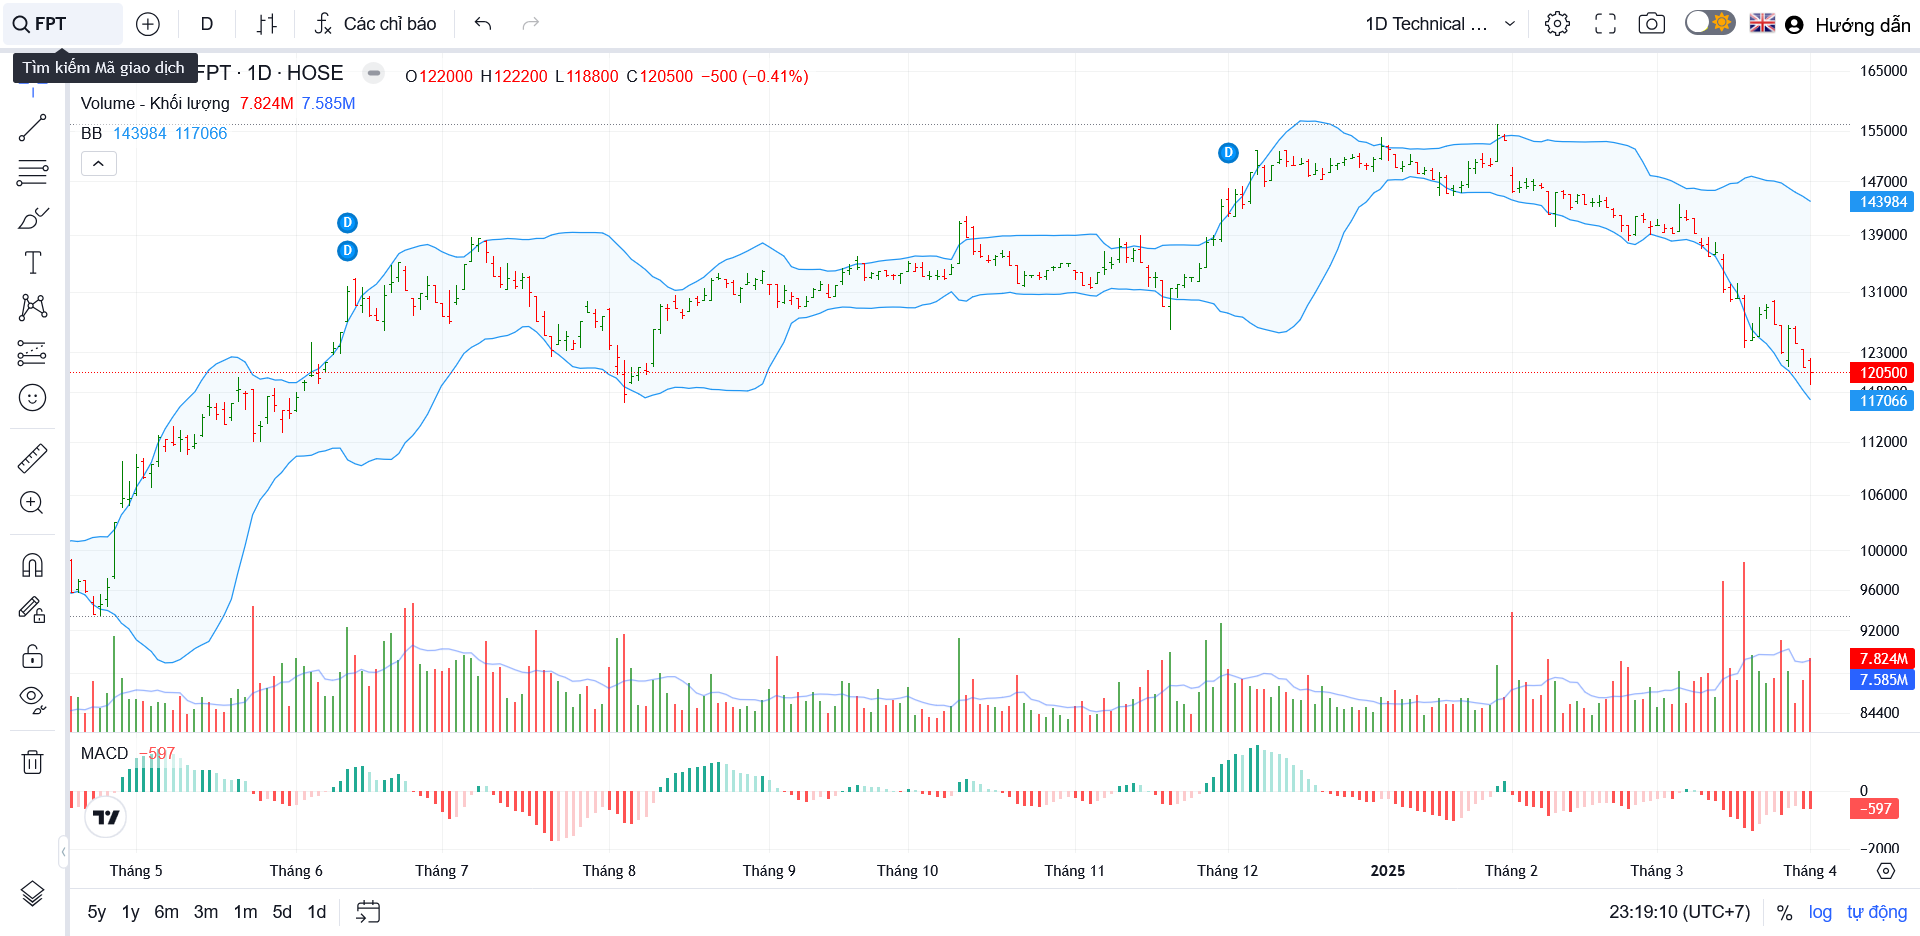 FPT
D
Các chỉ báo
1D Technical ...
Hướng dẫn
Tìm kiếm Mã giao dịch
FPT · 1D · HOSE
O122000 H122200 L118800 C120500 −500 (−0.41%)
Volume - Khối lượng 7.824M 7.585M
BB 143984 117066
D
D
D
165000
155000
147000
143984
139000
131000
123000
120500
118000
117066
112000
106000
100000
96000
92000
7.824M
7.585M
84400
MACD −597
0
−597
−2000
Tháng 5 Tháng 6 Tháng 7 Tháng 8 Tháng 9 Tháng 10 Tháng 11 Tháng 12 2025 Tháng 2 Tháng 3 Tháng 4
5y 1y 6m 3m 1m 5d 1d
23:19:10 (UTC+7) % log tự động